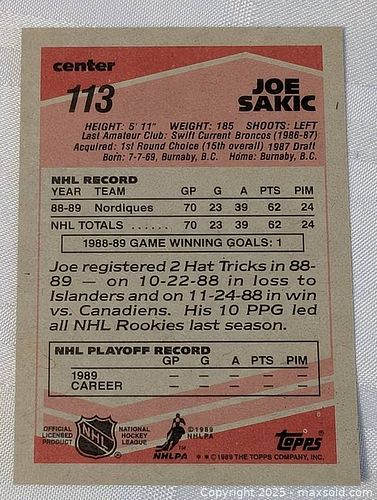 center
113
JOE
SAKIC
HEIGHT: 5' 11" WEIGHT: 185 SHOOTS: LEFT
Last Amateur Club: Swift Current Broncos (1986-87)
Acquired: 1st Round Choice (15th overall) 1987 Draft
Born: 7-7-69, Burnaby, B.C. Home: Burnaby, B.C.
NHL RECORD
YEAR TEAM GP G A PTS PIM
88-89 Nordiques 70 23 39 62 24
NHL TOTALS ...... 70 23 39 62 24
1988-89 GAME WINNING GOALS: 1
Joe registered 2 Hat Tricks in 88-
89 — on 10-22-88 in loss to
Islanders and on 11-24-88 in win
vs. Canadiens. His 10 PPG led
all NHL Rookies last season.
NHL PLAYOFF RECORD
GP G A PTS PIM
1989 — — — — —
CAREER — — — — —
OFFICIAL LICENSED PRODUCT
NHL
NATIONAL HOCKEY LEAGUE
NHLPA
©1989 NHLPA
TOPPS
**©1989 THE TOPPS COMPANY, INC.
Copyright 2025 - maxsold.com